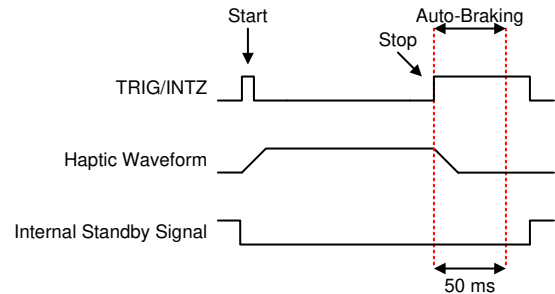 Start
Auto-Braking
Stop
TRIG/INTZ
Haptic Waveform
Internal Standby Signal
50 ms